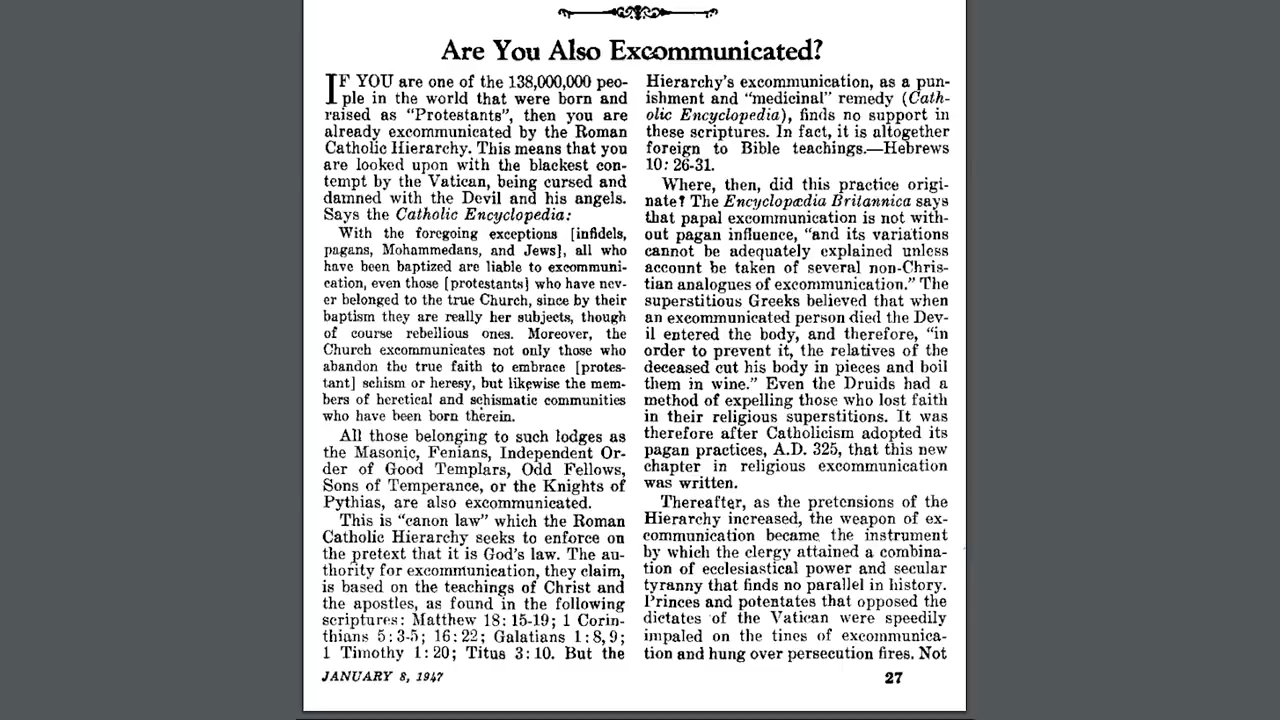 Are You Also Excommunicated?
IF YOU are one of the 138,000,000 peo-
ple in the world that were born and
raised as "Protestants", then you are
already excommunicated by the Roman
Catholic Hierarchy. This means that you
are looked upon with the blackest con-
tempt by the Vatican, being cursed and
damned with the Devil and his angels.
Says the Catholic Encyclopedia:
With the foregoing exceptions [infidels,
pagans, Mohammedans, and Jews], all who
have been baptized are liable to excommuni-
cation, even those [protestants] who have nev-
er belonged to the true Church, since by their
baptism they are really her subjects, though
of course rebellious ones. Moreover, the
Church excommunicates not only those who
abandon the true faith to embrace [protes-
tant] schism or heresy, but likewise the mem-
bers of heretical and schismatic communities
who have been born therein.
All those belonging to such lodges as
the Masonic, Fenians, Independent Or-
der of Good Templars, Odd Fellows,
Sons of Temperance, or the Knights of
Pythias, are also excommunicated.
This is "canon law" which the Roman
Catholic Hierarchy seeks to enforce on
the pretext that it is God's law. The au-
thority for excommunication, they claim,
is based on the teachings of Christ and
the apostles, as found in the following
scriptures: Matthew 18: 15-19; 1 Corin-
thians 5:3-5; 16:22; Galatians 1:8, 9;
1 Timothy 1:20; Titus 3:10. But the
Hierarchy's excommunication, as a pun-
ishment and "medicinal" remedy (Cath-
olic Encyclopedia), finds no support in
these scriptures. In fact, it is altogether
foreign to Bible teachings.—Hebrews
10: 26-31.
Where, then, did this practice origi-
nate? The Encyclopædia Britannica says
that papal excommunication is not with-
out pagan influence, "and its variations
cannot be adequately explained unless
account be taken of several non-Chris-
tian analogues of excommunication." The
superstitious Greeks believed that when
an excommunicated person died the Dev-
il entered the body, and therefore, "in
order to prevent it, the relatives of the
deceased cut his body in pieces and boil
them in wine." Even the Druids had a
method of expelling those who lost faith
in their religious superstitions. It was
therefore after Catholicism adopted its
pagan practices, A.D. 325, that this new
chapter in religious excommunication
was written.
Thereafter, as the pretensions of the
Hierarchy increased, the weapon of ex-
communication became the instrument
by which the clergy attained a combina-
tion of ecclesiastical power and secular
tyranny that finds no parallel in history.
Princes and potentates that opposed the
dictates of the Vatican were speedily
impaled on the tines of excommunica-
tion and hung over persecution fires. Not
JANUARY 8, 1947
27